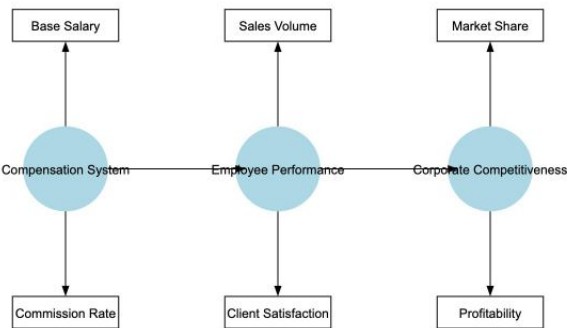 Base Salary
Sales Volume
Market Share
Compensation System
Employee Performance
Corporate Competitiveness
Commission Rate
Client Satisfaction
Profitability